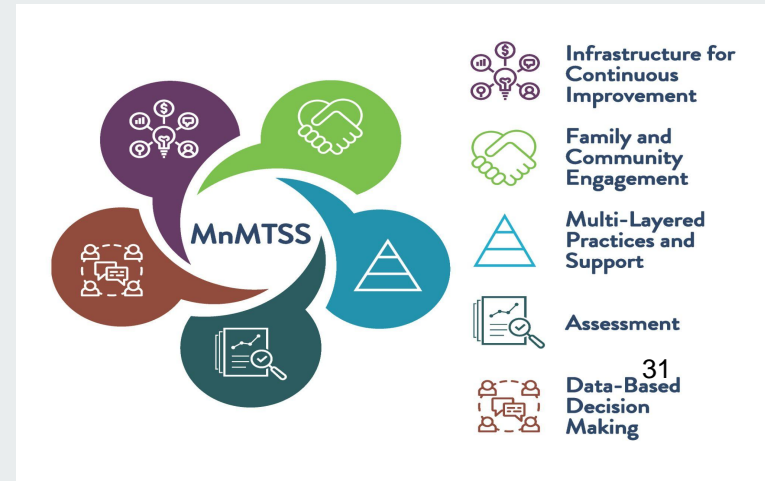 MnMTSS
Infrastructure for
Continuous
Improvement
Family and
Community
Engagement
Multi-Layered
Practices and
Support
Assessment
31
Data-Based
Decision
Making